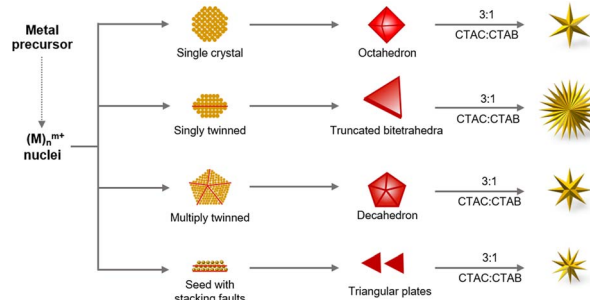 Metal
precursor
(M)ₙᵐ⁺
nuclei
Single crystal
Octahedron
3:1
CTAC:CTAB
Singly twinned
Truncated bitetrahedra
3:1
CTAC:CTAB
Multiply twinned
Decahedron
3:1
CTAC:CTAB
Seed with
stacking faults
Triangular plates
3:1
CTAC:CTAB